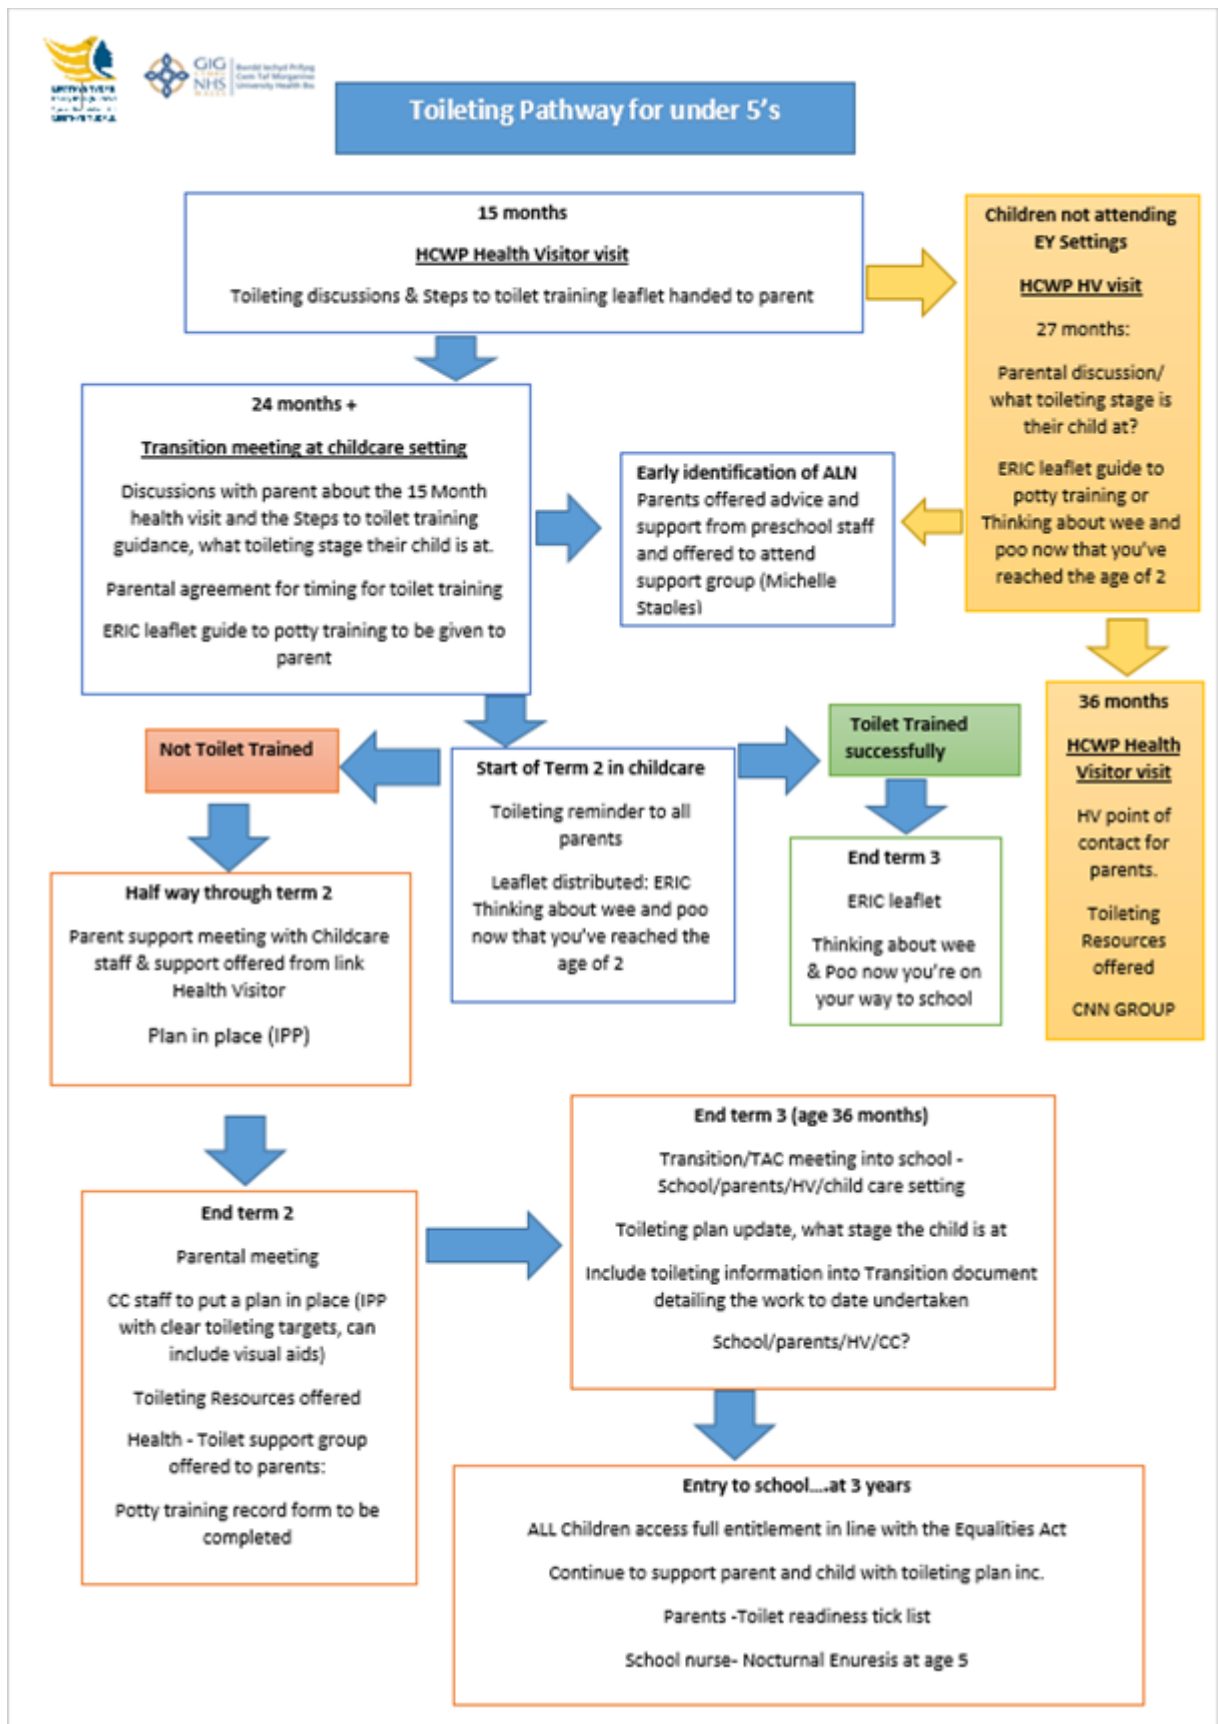 GIG
CYMRU
NHS
WALES
Bwrdd Iechyd Prifysgol
Cwm Taf Morgannwg
University Health Board
Toileting Pathway for under 5's
15 months
HCWP Health Visitor visit
Toileting discussions & Steps to toilet training leaflet handed to parent
Children not attending
EY Settings
HCWP HV visit
27 months:
Parental discussion/
what toileting stage is
their child at?
ERIC leaflet guide to
potty training or
Thinking about wee and
poo now that you've
reached the age of 2
24 months +
Transition meeting at childcare setting
Discussions with parent about the 15 Month
health visit and the Steps to toilet training
guidance, what toileting stage their child is at.
Parental agreement for timing for toilet training
ERIC leaflet guide to potty training to be given to
parent
Early identification of ALN
Parents offered advice and
support from preschool staff
and offered to attend
support group (Michelle
Staples)
36 months
HCWP Health
Visitor visit
HV point of
contact for
parents.
Toileting
Resources
offered
CNN GROUP
Not Toilet Trained
Start of Term 2 in childcare
Toileting reminder to all
parents
Leaflet distributed: ERIC
Thinking about wee and poo
now that you've reached the
age of 2
Toilet Trained
successfully
End term 3
ERIC leaflet
Thinking about wee
& Poo now you're on
your way to school
Half way through term 2
Parent support meeting with Childcare
staff & support offered from link
Health Visitor
Plan in place (IPP)
End term 2
Parental meeting
CC staff to put a plan in place (IPP
with clear toileting targets, can
include visual aids)
Toileting Resources offered
Health - Toilet support group
offered to parents:
Potty training record form to be
completed
End term 3 (age 36 months)
Transition/TAC meeting into school -
School/parents/HV/child care setting
Toileting plan update, what stage the child is at
Include toileting information into Transition document
detailing the work to date undertaken
School/parents/HV/CC?
Entry to school....at 3 years
ALL Children access full entitlement in line with the Equalities Act
Continue to support parent and child with toileting plan inc.
Parents -Toilet readiness tick list
School nurse- Nocturnal Enuresis at age 5